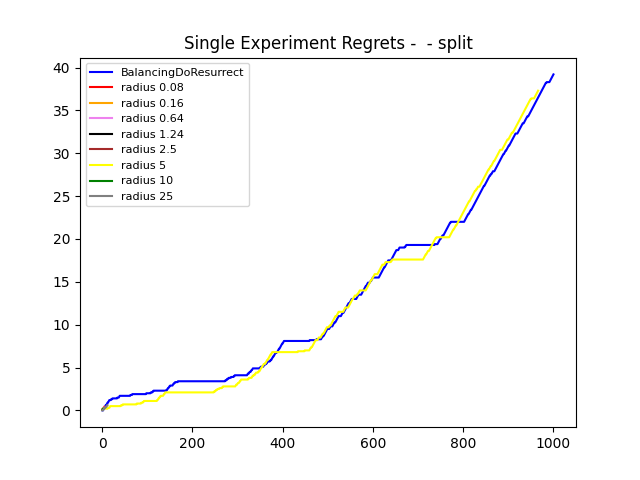 Single Experiment Regrets -  - split
BalancingDoResurrect
radius 0.08
radius 0.16
radius 0.64
radius 1.24
radius 2.5
radius 5
radius 10
radius 25
40
35
30
25
20
15
10
5
0
0 200 400 600 800 1000